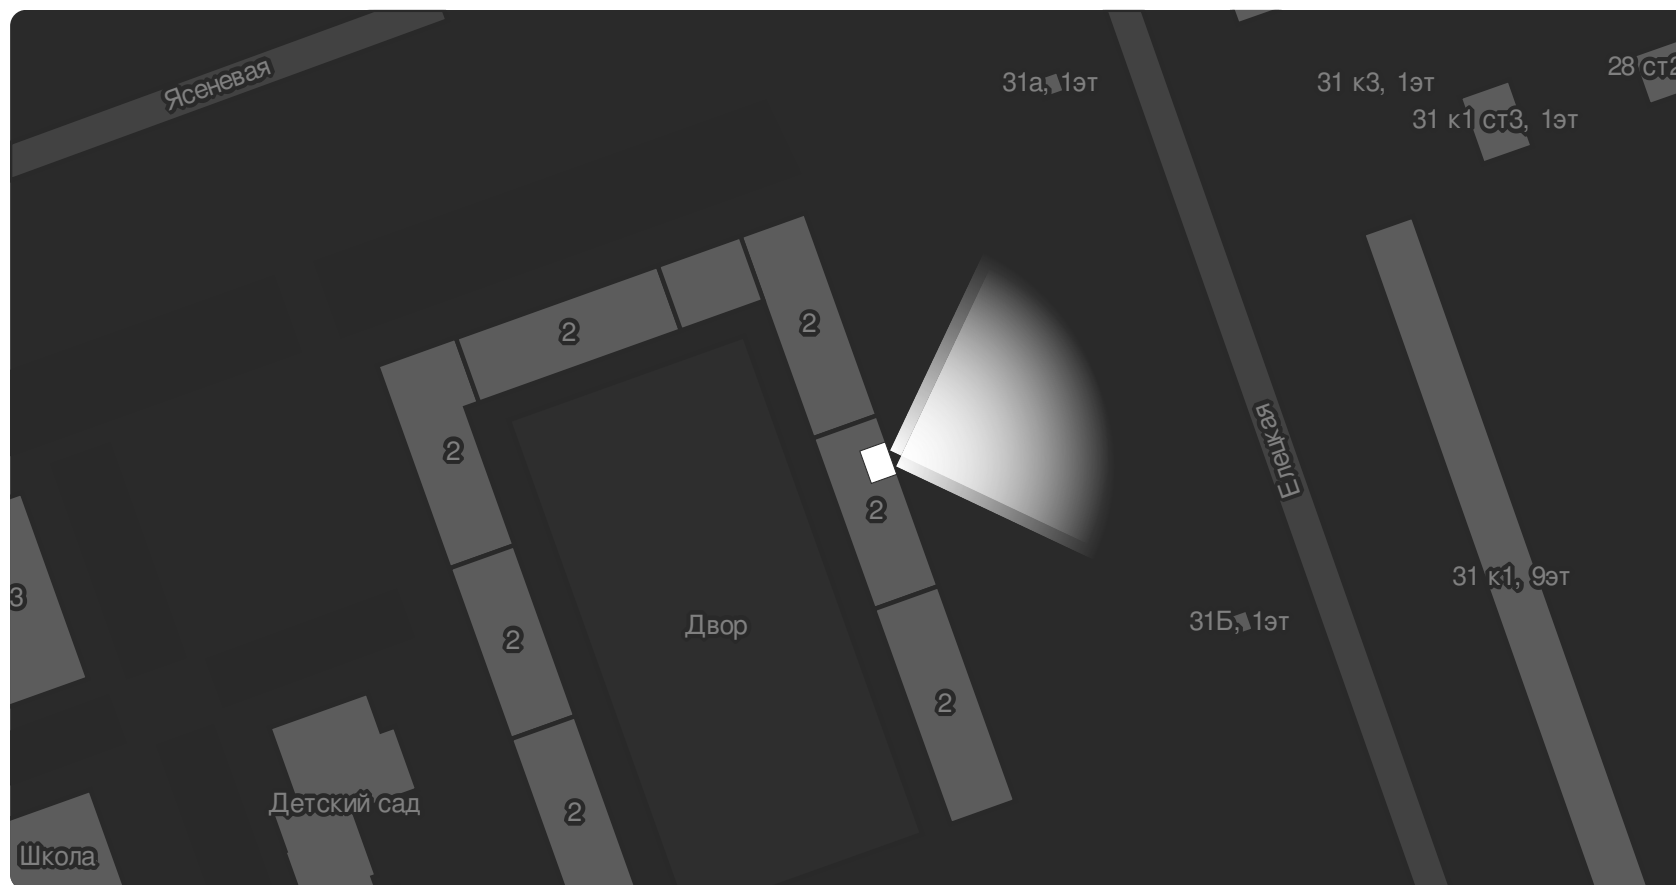 Ясеневая
31а, 1эт
31 к3, 1эт
28 ст2
31 к1 ст3, 1эт
2
2
2
Елецкая
2
31 к1, 9эт
3
31Б, 1эт
Двор
2
2
Детский сад
2
Школа